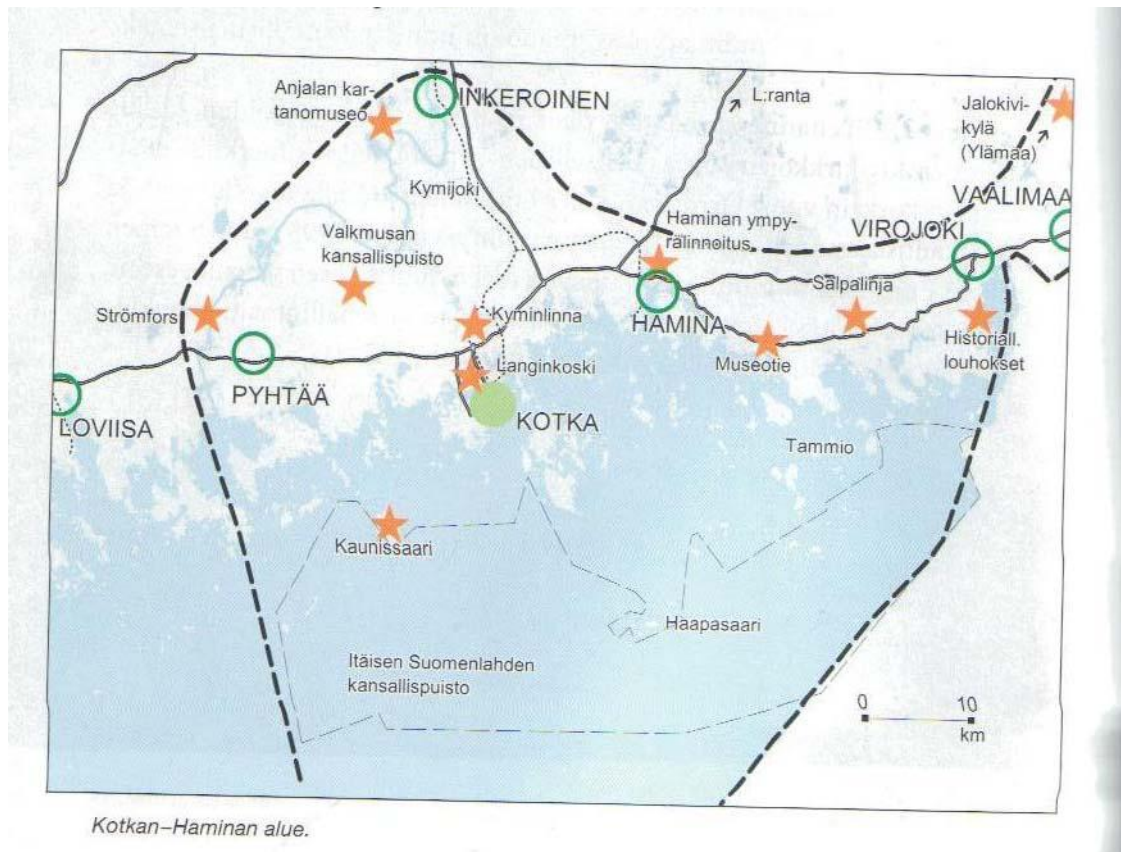 Anjalan kar-
tanomuseo
INKEROINEN
L:ranta
Jalokivi-
kylä
(Ylämaa)
Kymijoki
Valkmusan
kansallispuisto
Haminan ympy-
rälinnoitus
VIROJOKI
VAALIMAA
Strömfors
Kyminlinna
HAMINA
Salpalinja
Museotie
Historiall.
louhokset
PYHTÄÄ
Langinkoski
LOVIISA
KOTKA
Tammio
Kaunissaari
Haapasaari
Itäisen Suomenlahden
kansallispuisto
0 10
km
Kotkan–Haminan alue.